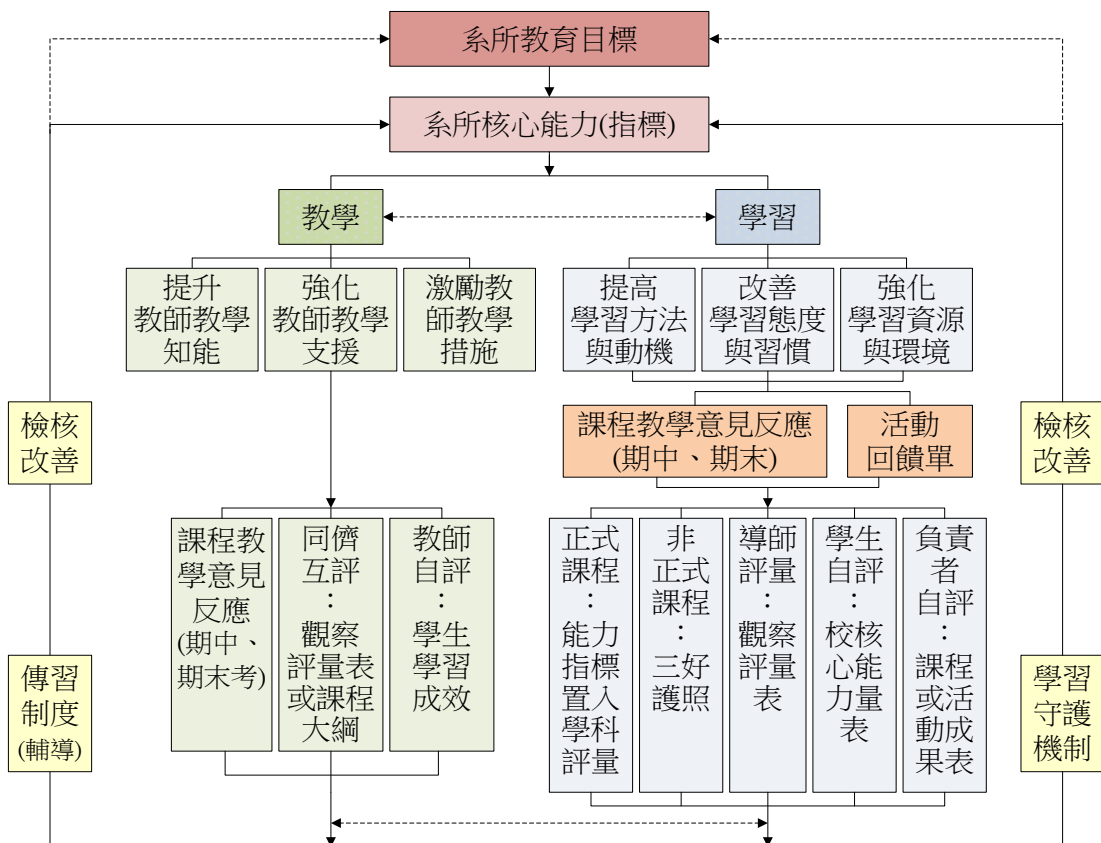 系所教育目標
系所核心能力(指標)
教學
學習
提升
教師教學
知能
強化
教師教學
支援
激勵教
師教學
措施
提高
學習方法
與動機
改善
學習態度
與習慣
強化
學習資源
與環境
檢核
改善
課程教學意見反應
(期中、期末)
活動
回饋單
檢核
改善
課程教
學意見
反應
(期中、
期末考)
同儕
互評
：
觀察
評量表
或課程
大綱
教師
自評
：
學生
學習
成效
正式
課程
：
能力
指標
置入
學科
評量
非
正式
課程
：
三好
護照
導師
評量
：
觀察
評量
表
學生
自評
：
校核
心能
力量
表
負責
者
自評
：
課程
或活
動成
果表
傳習
制度
(輔導)
學習
守護
機制